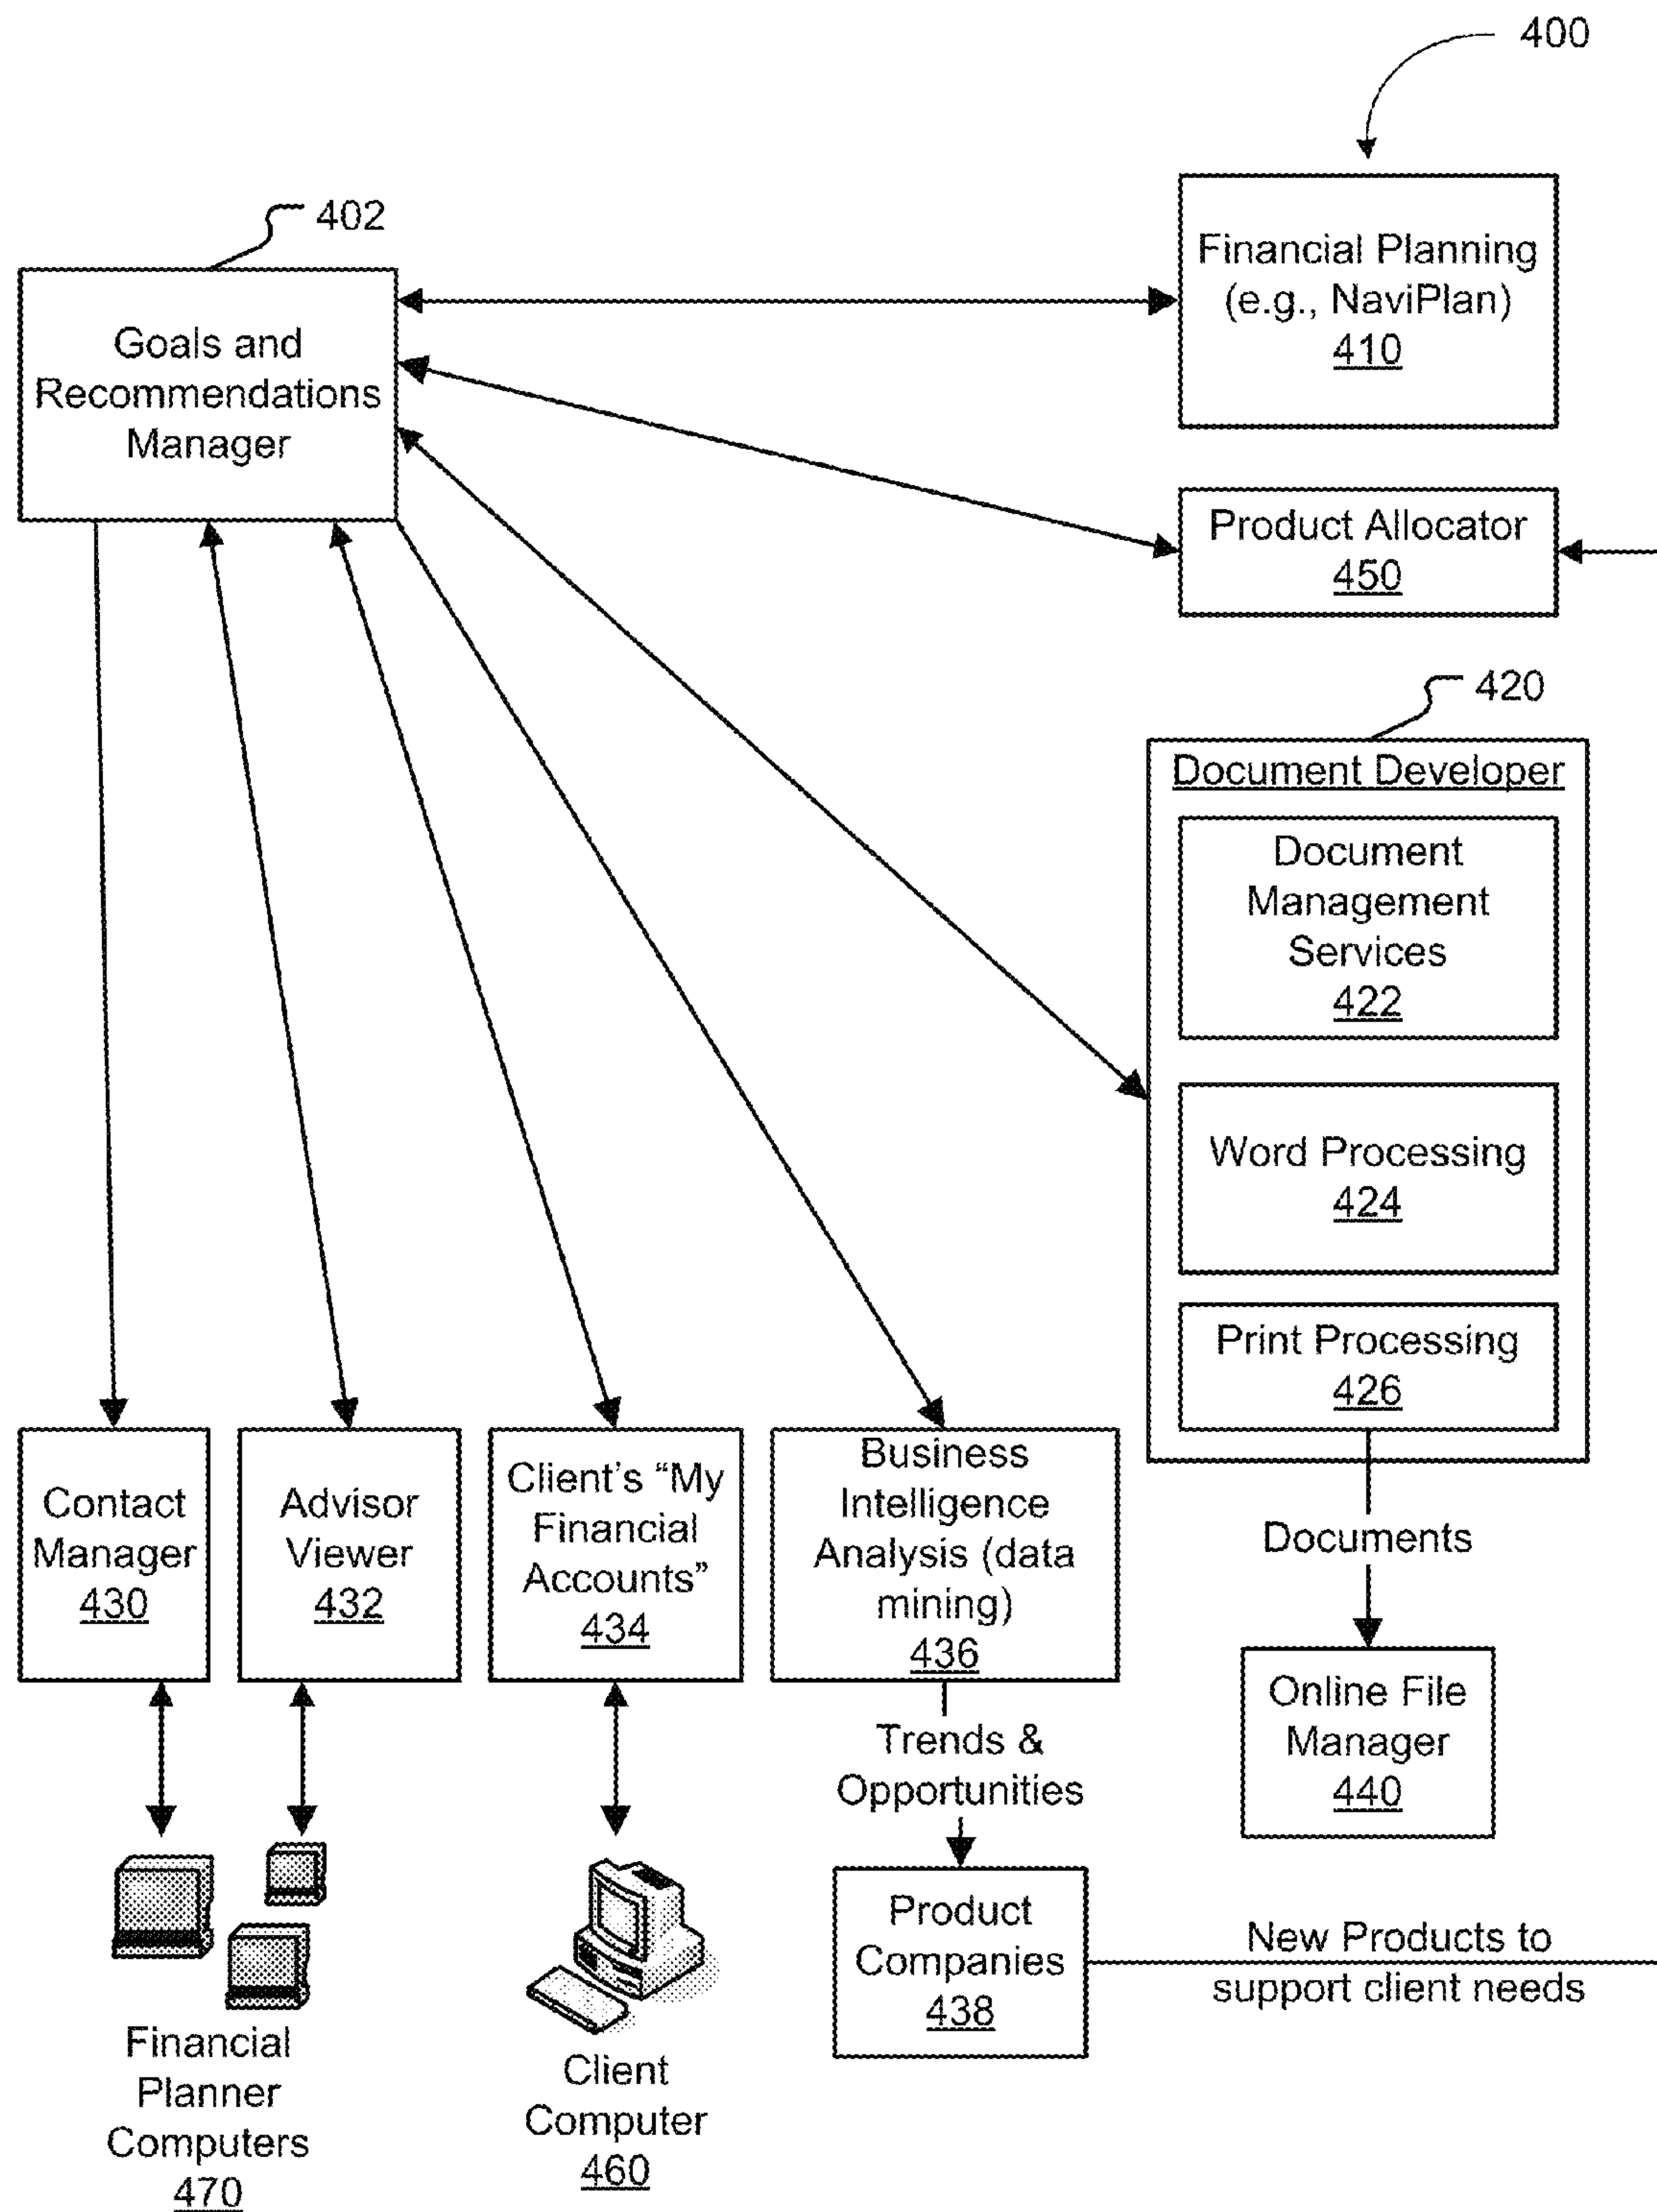 400
402
Goals and
Recommendations
Manager
Financial Planning
(e.g., NaviPlan)
410
Product Allocator
450
420
Document Developer
Document
Management
Services
422
Word Processing
424
Print Processing
426
Contact
Manager
430
Advisor
Viewer
432
Client's “My
Financial
Accounts”
434
Business
Intelligence
Analysis (data
mining)
436
Documents
Online File
Manager
440
Trends &
Opportunities
Product
Companies
438
New Products to
support client needs
Financial
Planner
Computers
470
Client
Computer
460